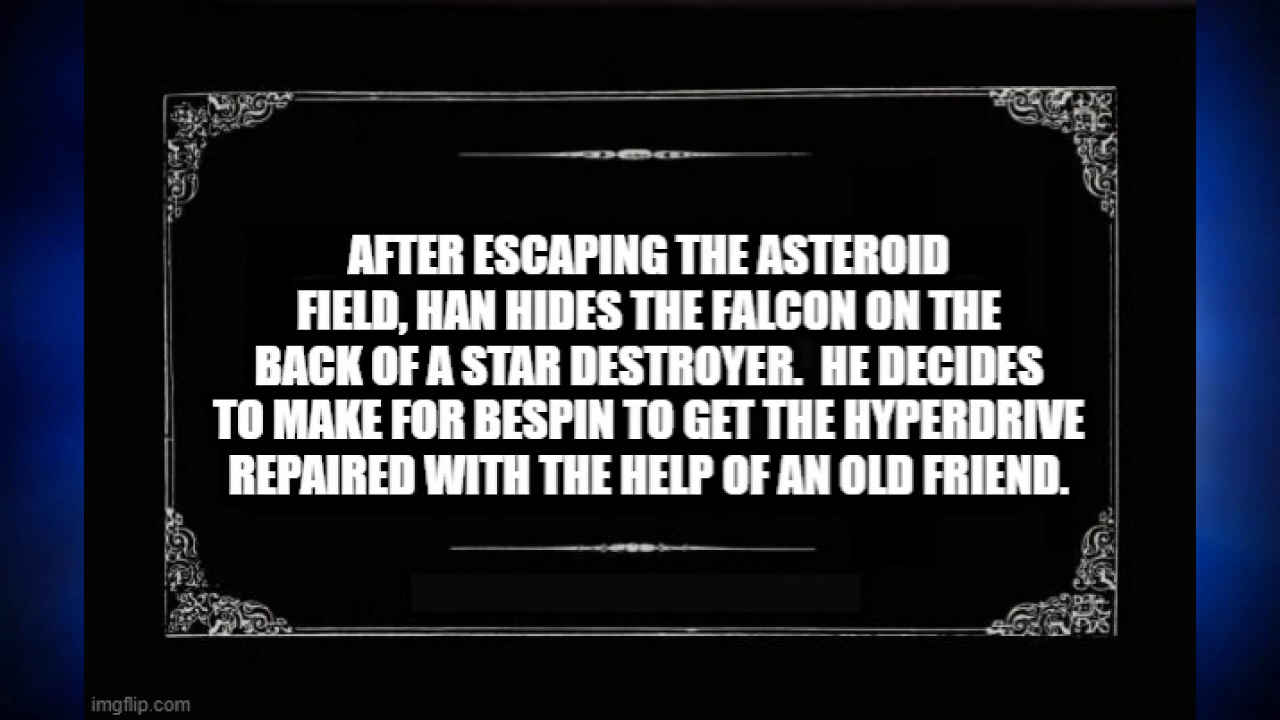 AFTER ESCAPING THE ASTEROID
FIELD, HAN HIDES THE FALCON ON THE
BACK OF A STAR DESTROYER.  HE DECIDES
TO MAKE FOR BESPIN TO GET THE HYPERDRIVE
REPAIRED WITH THE HELP OF AN OLD FRIEND.
imgflip.com